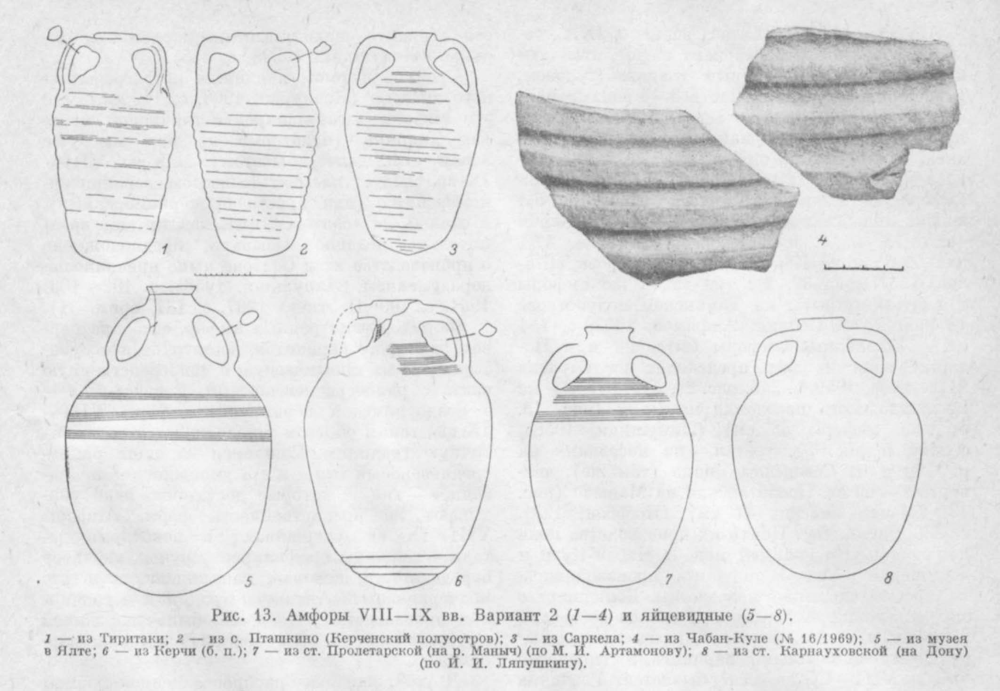 1
2
3
4
5
6
7
8
Рис. 13. Амфоры VIII—IX вв. Вариант 2 (1—4) и яйцевидные (5—8).
1 — из Тиритаки; 2 — из с. Пташкино (Керченский полуостров); 3 — из Саркела; 4 — из Чабан-Куле (№ 16/1969); 5 — из музея
в Ялте; 6 — из Керчи (б. п.); 7 — из ст. Пролетарской (на р. Маныч) (по М. И. Артамонову); 8 — из ст. Карнауховской (на Дону)
(по И. И. Ляпушкину).